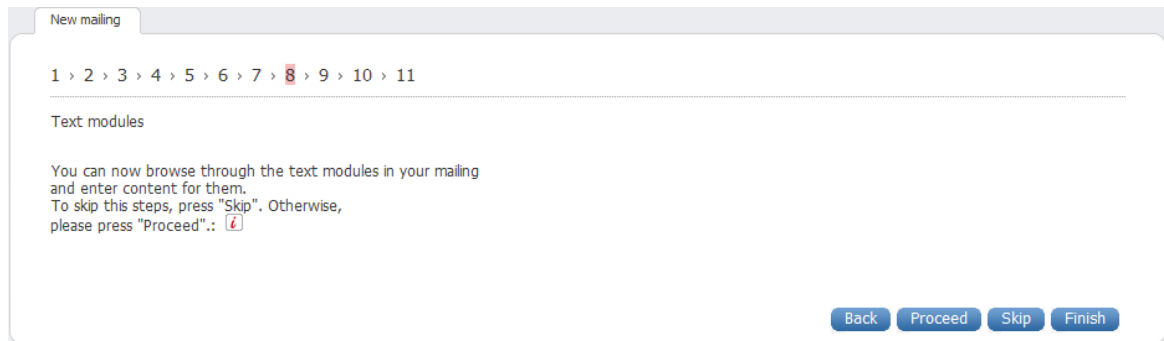 New mailing
1 › 2 › 3 › 4 › 5 › 6 › 7 › 8 › 9 › 10 › 11
Text modules
You can now browse through the text modules in your mailing
and enter content for them.
To skip this steps, press "Skip". Otherwise,
please press "Proceed".: i
Back Proceed Skip Finish